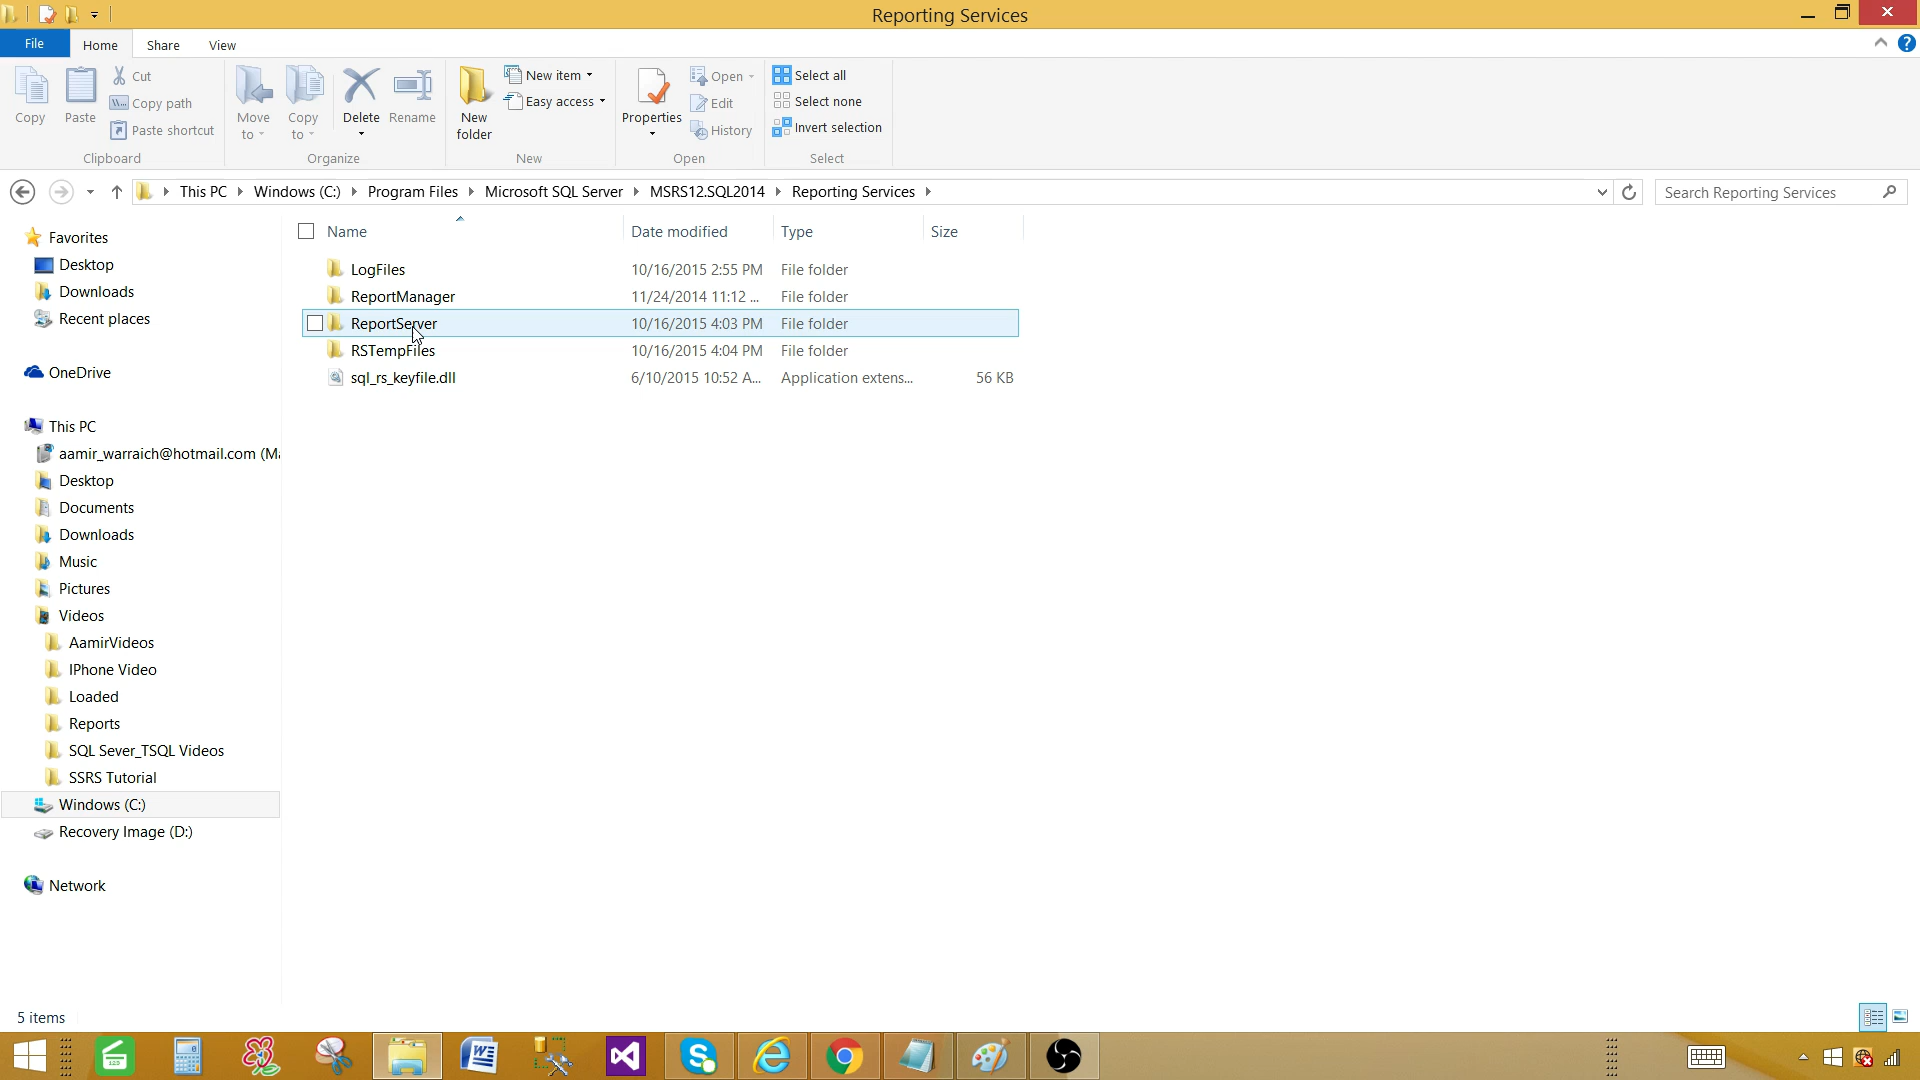 Reporting Services
File Home Share View
Copy
Paste
Cut
Copy path
Paste shortcut
Clipboard
Move to
Copy to
Delete
Rename
Organize
New folder
New item
Easy access
New
Properties
Open
Edit
History
Open
Select all
Select none
Invert selection
Select
This PC Windows (C:) Program Files Microsoft SQL Server MSRS12.SQL2014 Reporting Services
Search Reporting Services
Favorites
Desktop
Downloads
Recent places
OneDrive
This PC
aamir_warraich@hotmail.com (Ma
Desktop
Documents
Downloads
Music
Pictures
Videos
AamirVideos
IPhone Video
Loaded
Reports
SQL Sever_TSQL Videos
SSRS Tutorial
Windows (C:)
Recovery Image (D:)
Network
Name Date modified Type Size
LogFiles 10/16/2015 2:55 PM File folder
ReportManager 11/24/2014 11:12 ... File folder
ReportServer 10/16/2015 4:03 PM File folder
RSTempFiles 10/16/2015 4:04 PM File folder
sql_rs_keyfile.dll 6/10/2015 10:52 A... Application extens... 56 KB
5 items